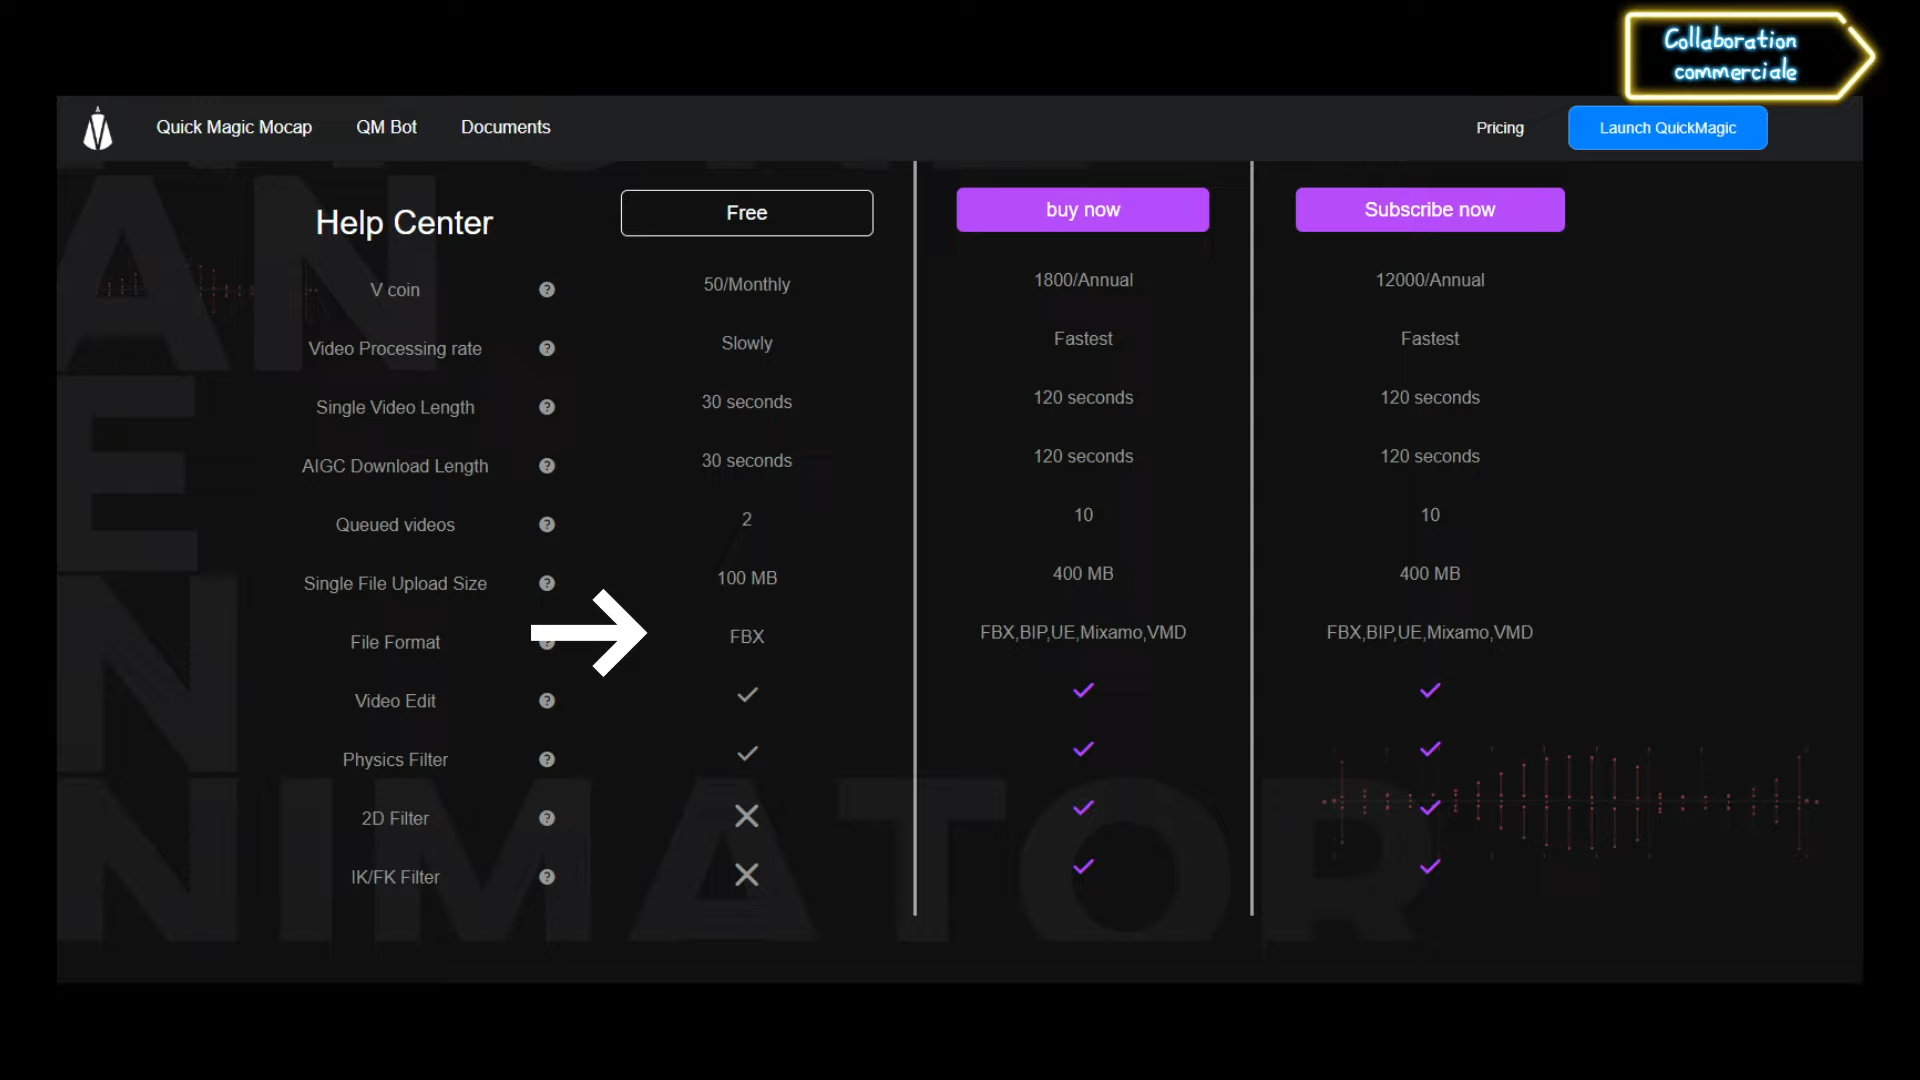 Collaboration
commerciale
Quick Magic Mocap QM Bot Documents Pricing Launch QuickMagic
Help Center Free buy now Subscribe now
V coin ? 50/Monthly 1800/Annual 12000/Annual
Video Processing rate ? Slowly Fastest Fastest
Single Video Length ? 30 seconds 120 seconds 120 seconds
AIGC Download Length ? 30 seconds 120 seconds 120 seconds
Queued videos ? 2 10 10
Single File Upload Size ? 100 MB 400 MB 400 MB
File Format FBX FBX,BIP,UE,Mixamo,VMD FBX,BIP,UE,Mixamo,VMD
Video Edit ?
Physics Filter ?
2D Filter ?
IK/FK Filter ?